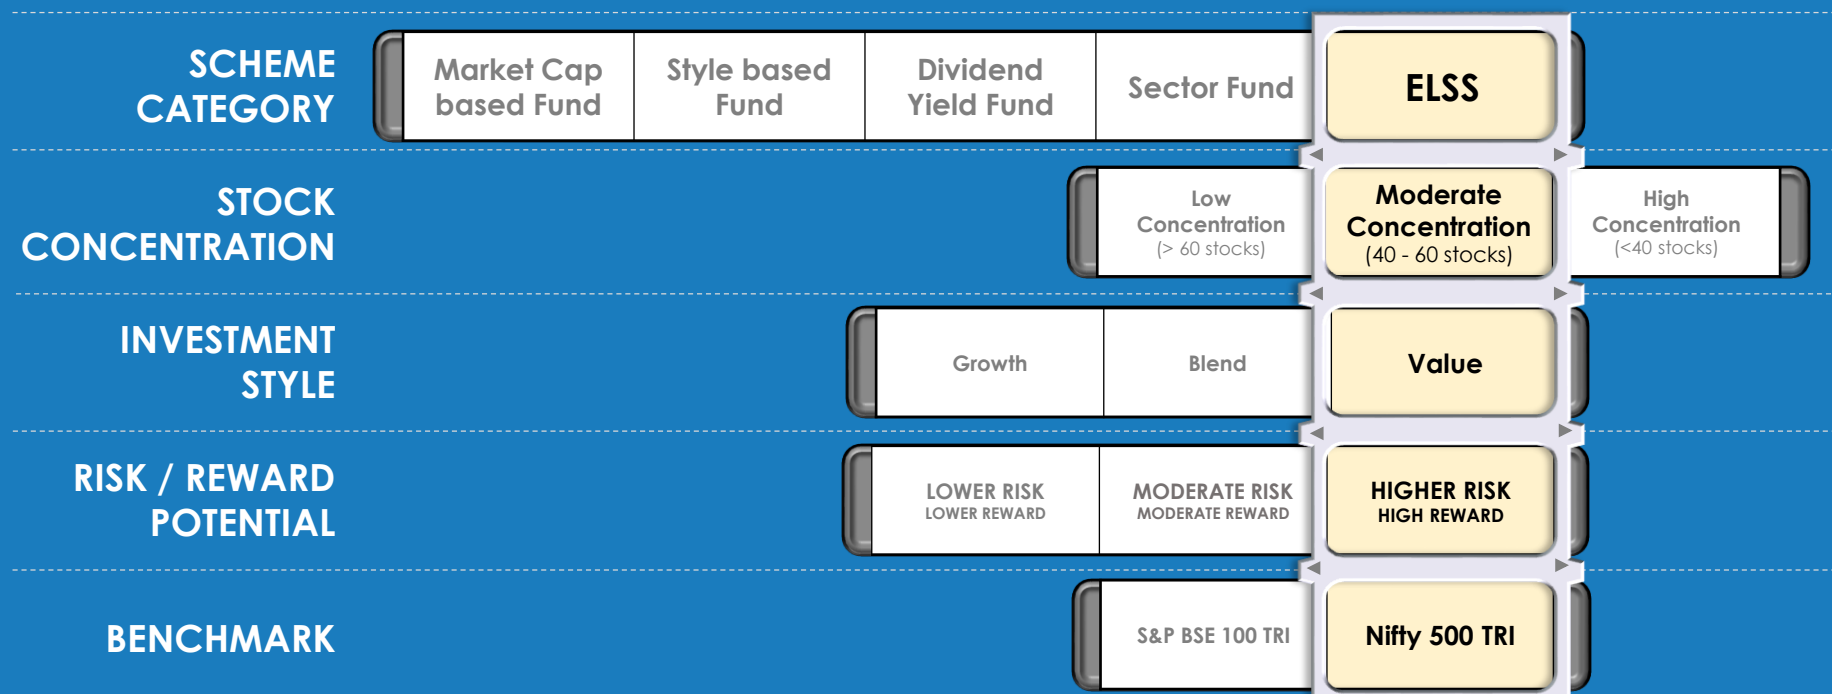 SCHEME
CATEGORY
Market Cap
based Fund
Style based
Fund
Dividend
Yield Fund
Sector Fund
ELSS
STOCK
CONCENTRATION
Low
Concentration
(> 60 stocks)
Moderate
Concentration
(40 - 60 stocks)
High
Concentration
(<40 stocks)
INVESTMENT
STYLE
Growth
Blend
Value
RISK / REWARD
POTENTIAL
LOWER RISK
LOWER REWARD
MODERATE RISK
MODERATE REWARD
HIGHER RISK
HIGH REWARD
BENCHMARK
S&P BSE 100 TRI
Nifty 500 TRI